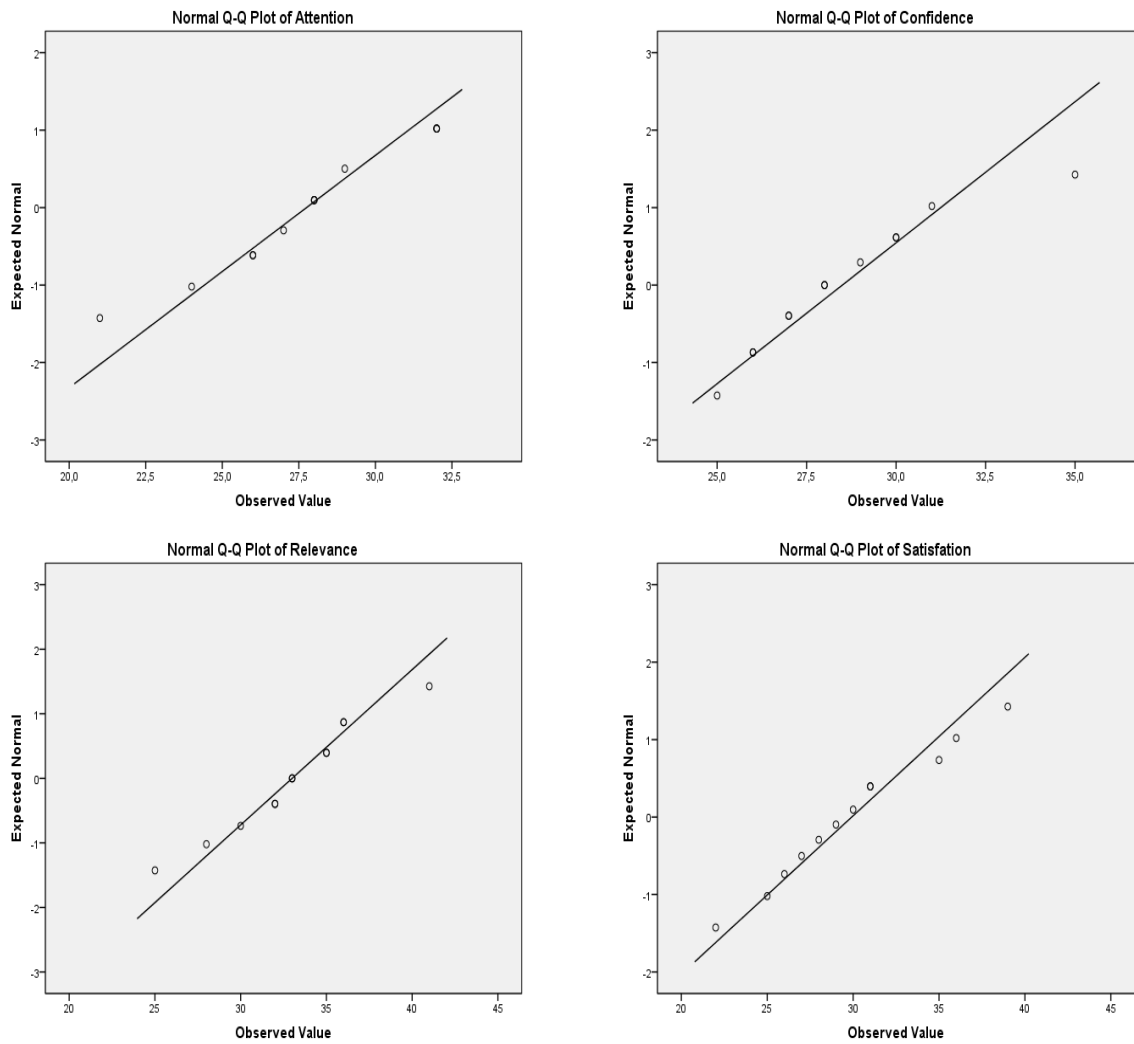 Normal Q-Q Plot of Attention
2
1
0
-1
-2
-3
Expected Normal
20,0 22,5 25,0 27,5 30,0 32,5
Observed Value
Normal Q-Q Plot of Confidence
3
2
1
0
-1
-2
Expected Normal
25,0 27,5 30,0 32,5 35,0
Observed Value
Normal Q-Q Plot of Relevance
3
2
1
0
-1
-2
-3
Expected Normal
20 25 30 35 40 45
Observed Value
Normal Q-Q Plot of Satisfation
3
2
1
0
-1
-2
Expected Normal
20 25 30 35 40 45
Observed Value